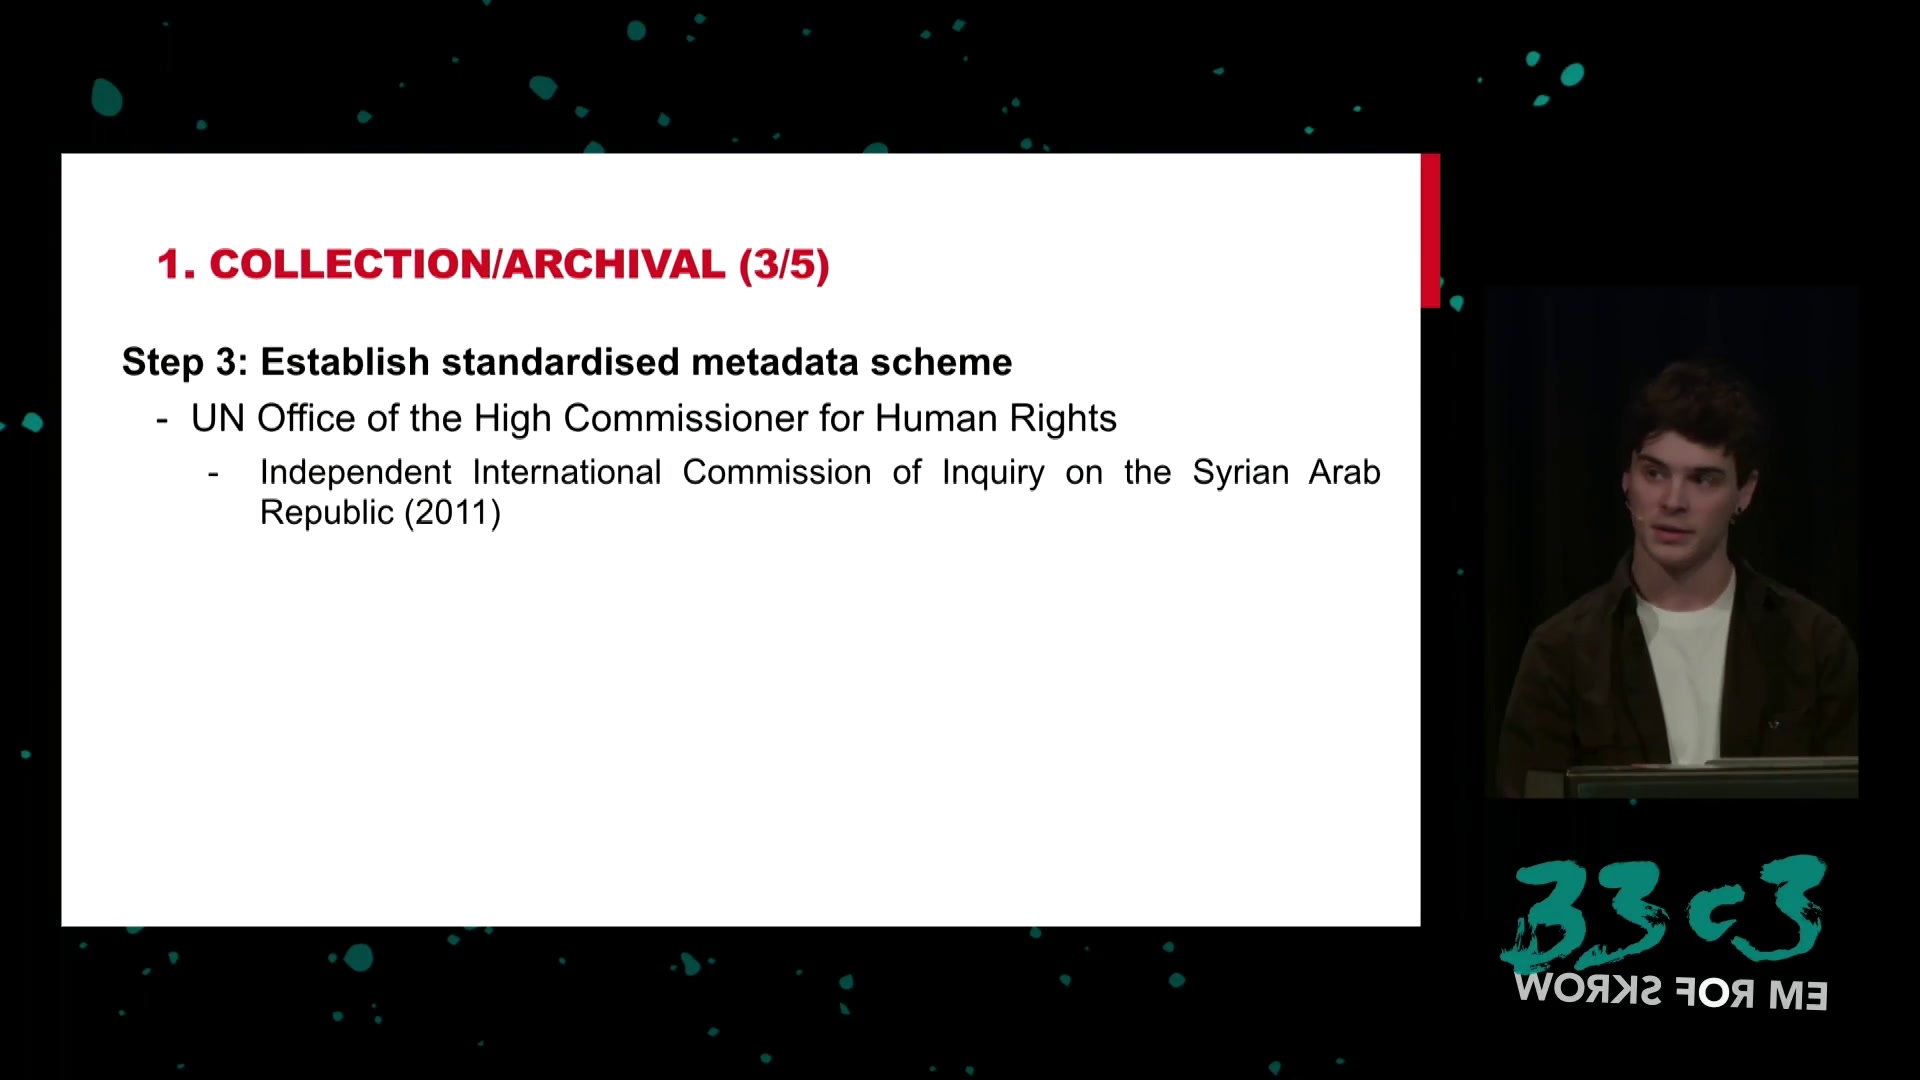 1. COLLECTION/ARCHIVAL (3/5)
Step 3: Establish standardised metadata scheme
- UN Office of the High Commissioner for Human Rights
- Independent International Commission of Inquiry on the Syrian Arab
Republic (2011)
33c3
WORKS FOR ME